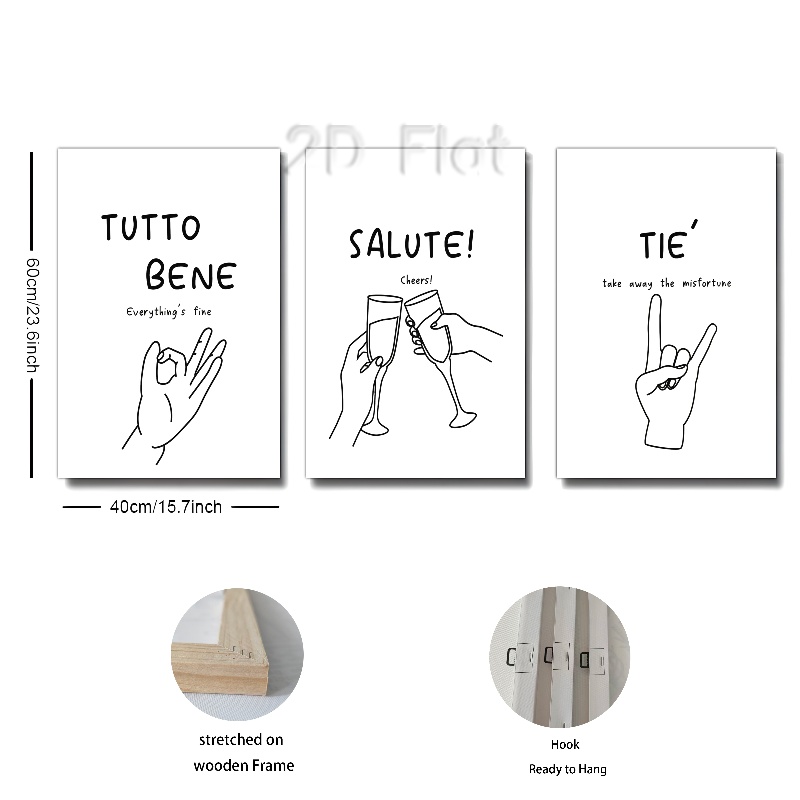 2D Flat
TUTTO
BENE
Everything's fine
SALUTE!
Cheers!
TIE'
take away the misfortune
60cm/23.6inch
40cm/15.7inch
stretched on
wooden Frame
Hook
Ready to Hang